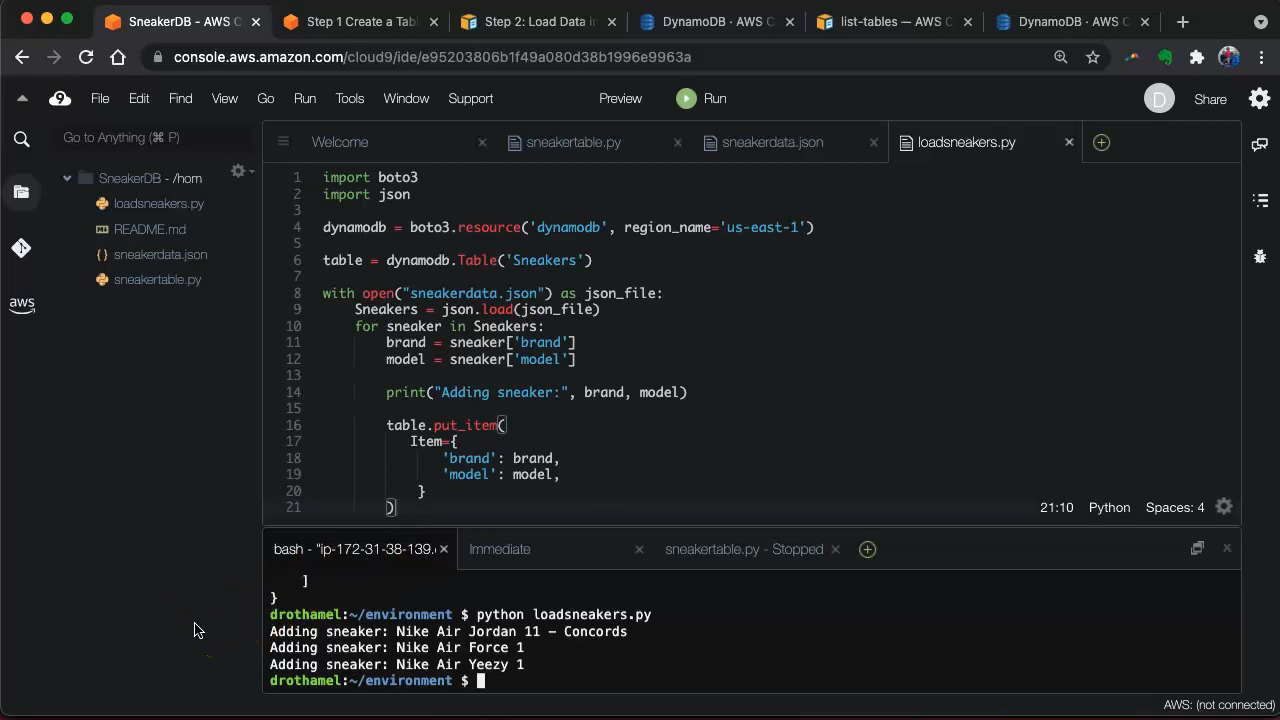 SneakerDB - AWS C
Step 1 Create a Tab
Step 2: Load Data in
DynamoDB · AWS C
list-tables — AWS C
DynamoDB · AWS C
console.aws.amazon.com/cloud9/ide/e95203806b1f49a080d38b1996e9963a
File Edit Find View Go Run Tools Window Support Preview Run D Share
Go to Anything (⌘ P)
SneakerDB - /hom
loadsneakers.py
README.md
{ } sneakerdata.json
sneakertable.py
aws
Welcome
sneakertable.py
sneakerdata.json
loadsneakers.py
1 import boto3
2 import json
3
4 dynamodb = boto3.resource('dynamodb', region_name='us-east-1')
5
6 table = dynamodb.Table('Sneakers')
7
8 with open("sneakerdata.json") as json_file:
9 Sneakers = json.load(json_file)
10 for sneaker in Sneakers:
11 brand = sneaker['brand']
12 model = sneaker['model']
13
14 print("Adding sneaker:", brand, model)
15
16 table.put_item(
17 Item={
18 'brand': brand,
19 'model': model,
20 }
21 )
21:10 Python Spaces: 4
bash - "ip-172-31-38-139.
Immediate
sneakertable.py - Stopped
]
}
drothamel:~/environment $ python loadsneakers.py
Adding sneaker: Nike Air Jordan 11 - Concords
Adding sneaker: Nike Air Force 1
Adding sneaker: Nike Air Yeezy 1
drothamel:~/environment $
AWS: (not connected)